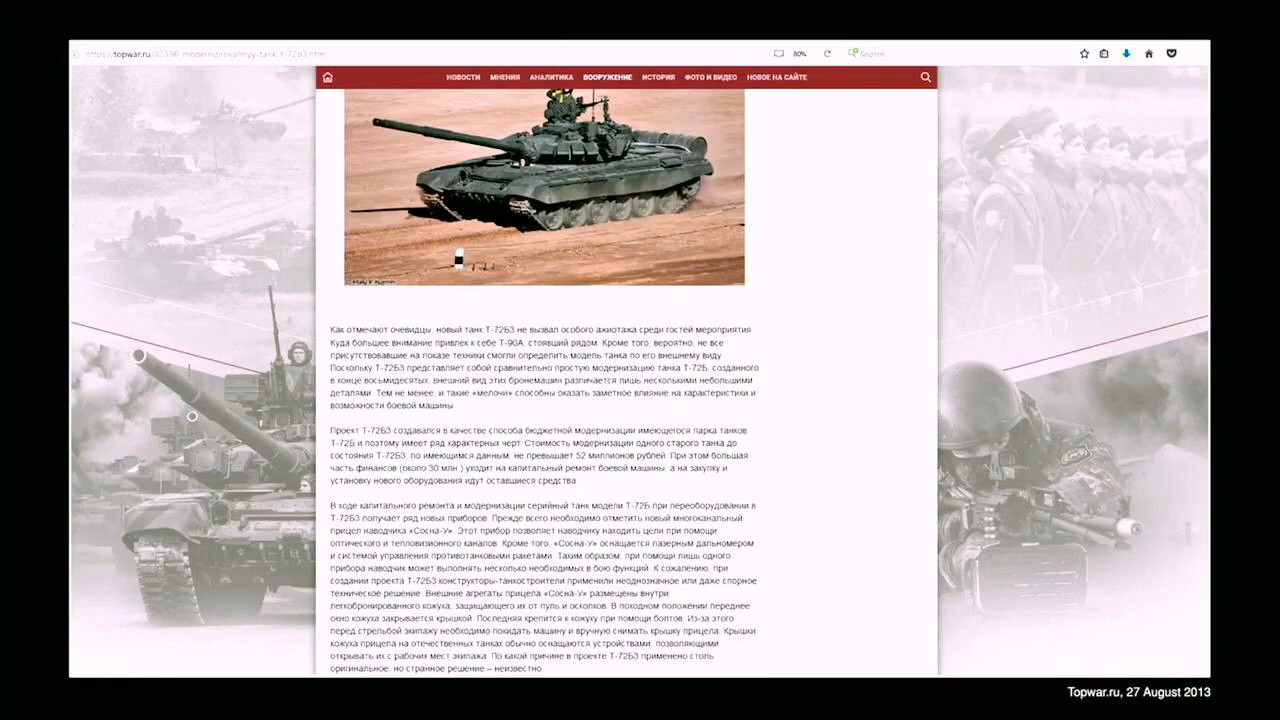 https://topwar.ru/32396-modernizirovannyy-tank-t-72b3.html
80%
Search
НОВОСТИ МНЕНИЯ АНАЛИТИКА ВООРУЖЕНИЕ ИСТОРИЯ ФОТО И ВИДЕО НОВОЕ НА САЙТЕ
Как отмечают очевидцы, новый танк Т-72Б3 не вызвал особого ажиотажа среди гостей мероприятия
Куда большее внимание привлек к себе Т-90А, стоявший рядом. Кроме того, вероятно, не все
присутствовавшие на показе техники смогли определить модель танка по его внешнему виду
Поскольку Т-72Б3 представляет собой сравнительно простую модернизацию танка Т-72Б, созданного
в конце восьмидесятых, внешний вид этих бронемашин различается лишь несколькими небольшими
деталями. Тем не менее, и такие «мелочи» способны оказать заметное влияние на характеристики и
возможности боевой машины
Проект Т-72Б3 создавался в качестве способа бюджетной модернизации имеющегося парка танков
Т-72Б и поэтому имеет ряд характерных черт. Стоимость модернизации одного старого танка до
состояния Т-72Б3, по имеющимся данным, не превышает 52 миллионов рублей. При этом большая
часть финансов (около 30 млн.) уходит на капитальный ремонт боевой машины, а на закупку и
установку нового оборудования идут оставшиеся средства
В ходе капитального ремонта и модернизации серийный танк модели Т-72Б при переоборудовании в
Т-72Б3 получает ряд новых приборов. Прежде всего необходимо отметить новый многоканальный
прицел наводчика «Сосна-У». Этот прибор позволяет наводчику находить цели при помощи
оптического и тепловизионного каналов. Кроме того, «Сосна-У» оснащается лазерным дальномером
и системой управления противотанковыми ракетами. Таким образом, при помощи лишь одного
прибора наводчик может выполнять несколько необходимых в бою функций. К сожалению, при
создании проекта Т-72Б3 конструкторы-танкостроители применили неоднозначное или даже спорное
техническое решение. Внешние агрегаты прицела «Сосна-У» размещены внутри
легкобронированного кожуха, защищающего их от пуль и осколков. В походном положении переднее
окно кожуха закрывается крышкой. Последняя крепится к кожуху при помощи болтов. Из-за этого
перед стрельбой экипажу необходимо покидать машину и вручную снимать крышку прицела. Крышки
кожуха прицела на отечественных танках обычно оснащаются устройствами, позволяющими
открывать их с рабочих мест экипажа. По какой причине в проекте Т-72Б3 применено столь
оригинальное, но странное решение – неизвестно
Topwar.ru, 27 August 2013